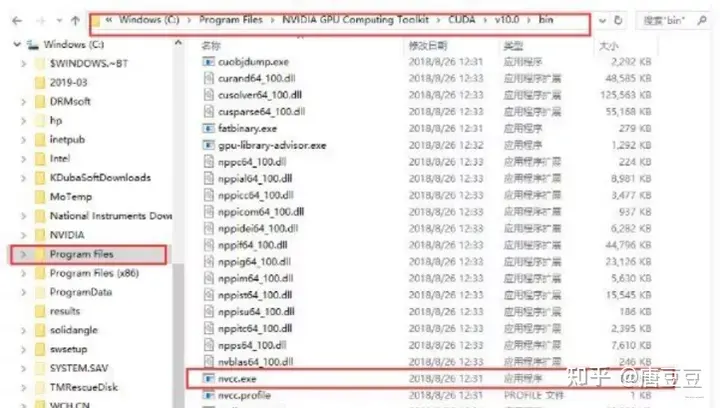 « Windows (C:) › Program Files › NVIDIA GPU Computing Toolkit › CUDA › v10.0 › bin
搜索"bin"
Windows (C:)
$WINDOWS.~BT
2019-03
DRMsoft
hp
inetpub
Intel
KDubaSoftDownloads
MoTemp
National Instruments Down
NVIDIA
Program Files
Program Files (x86)
ProgramData
results
solidangle
swsetup
SYSTEM.SAV
TMRescueDisk
WCH.CN
名称 修改日期 类型 大小
cuobjdump.exe 2018/8/26 12:31 应用程序 2,292 KB
curand64_100.dll 2018/8/26 12:33 应用程序扩展 48,585 KB
cusolver64_100.dll 2018/8/26 12:33 应用程序扩展 125,563 KB
cusparse64_100.dll 2018/8/26 12:33 应用程序扩展 55,168 KB
fatbinary.exe 2018/8/26 12:31 应用程序 279 KB
gpu-library-advisor.exe 2018/8/26 12:32 应用程序 1,292 KB
nppc64_100.dll 2018/8/26 12:33 应用程序扩展 224 KB
nppial64_100.dll 2018/8/26 12:33 应用程序扩展 8,981 KB
nppicc64_100.dll 2018/8/26 12:33 应用程序扩展 3,477 KB
nppicom64_100.dll 2018/8/26 12:33 应用程序扩展 937 KB
nppidei64_100.dll 2018/8/26 12:33 应用程序扩展 6,282 KB
nppif64_100.dll 2018/8/26 12:33 应用程序扩展 44,796 KB
nppig64_100.dll 2018/8/26 12:33 应用程序扩展 23,126 KB
nppim64_100.dll 2018/8/26 12:33 应用程序扩展 5,630 KB
nppist64_100.dll 2018/8/26 12:33 应用程序扩展 15,545 KB
nppisu64_100.dll 2018/8/26 12:33 应用程序扩展 186 KB
nppitc64_100.dll 2018/8/26 12:33 应用程序扩展 2,395 KB
npps64_100.dll 2018/8/26 12:33 应用程序扩展 7,610 KB
nvblas64_100.dll 2018/8/26 12:33 应用程序扩展 246 KB
nvcc.exe 2018/8/26 12:31 应用程序
nvcc.profile 2018/8/26 12:31 PROFILE 文件 1 KB
知乎 @唐豆豆